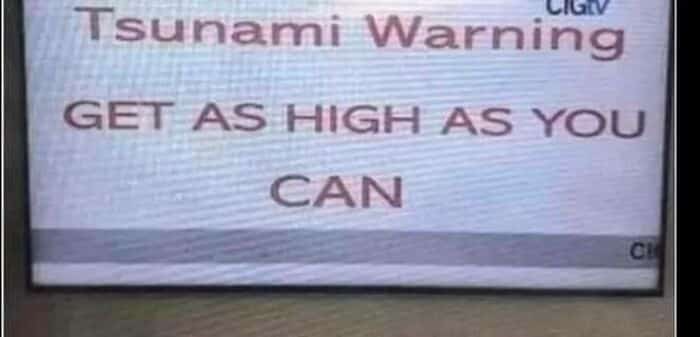 CIGtv
Tsunami Warning
GET AS HIGH AS YOU
CAN